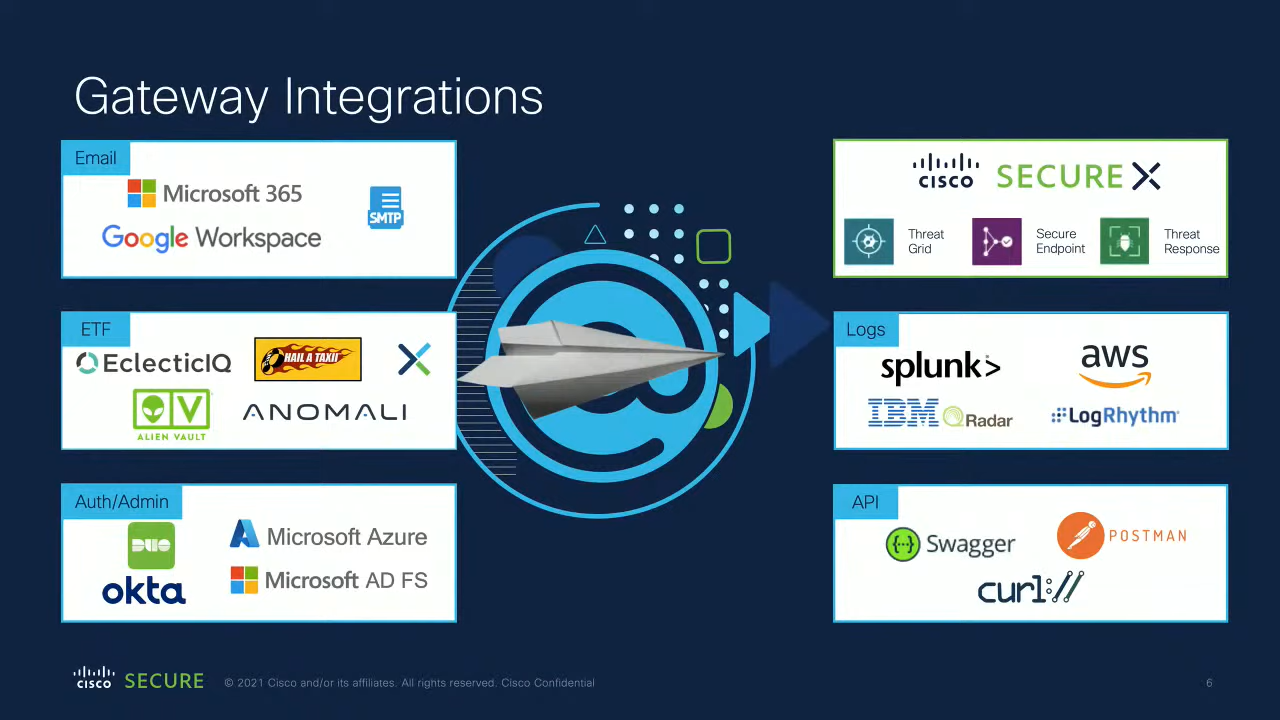 Gateway Integrations
Email
Microsoft 365
SMTP
Google Workspace
ETF
EclecticIQ
HAIL A TAXII
ALIEN VAULT
ANOMALI
Auth/Admin
DUO
Microsoft Azure
okta
Microsoft AD FS
CISCO SECURE X
Threat
Grid
Secure
Endpoint
Threat
Response
Logs
splunk>
aws
IBM QRadar
LogRhythm
API
{··} Swagger
POSTMAN
curl://
CISCO SECURE
© 2021 Cisco and/or its affiliates. All rights reserved. Cisco Confidential
6